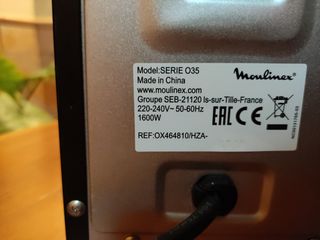 Model:SERIE O35
Moulinex
Made in China
www.moulinex.com
Groupe SEB-21120 Is-sur-Tille-France
220-240V~ 50-60Hz
1600W
EAC CE
REF:OX464810/HZA-